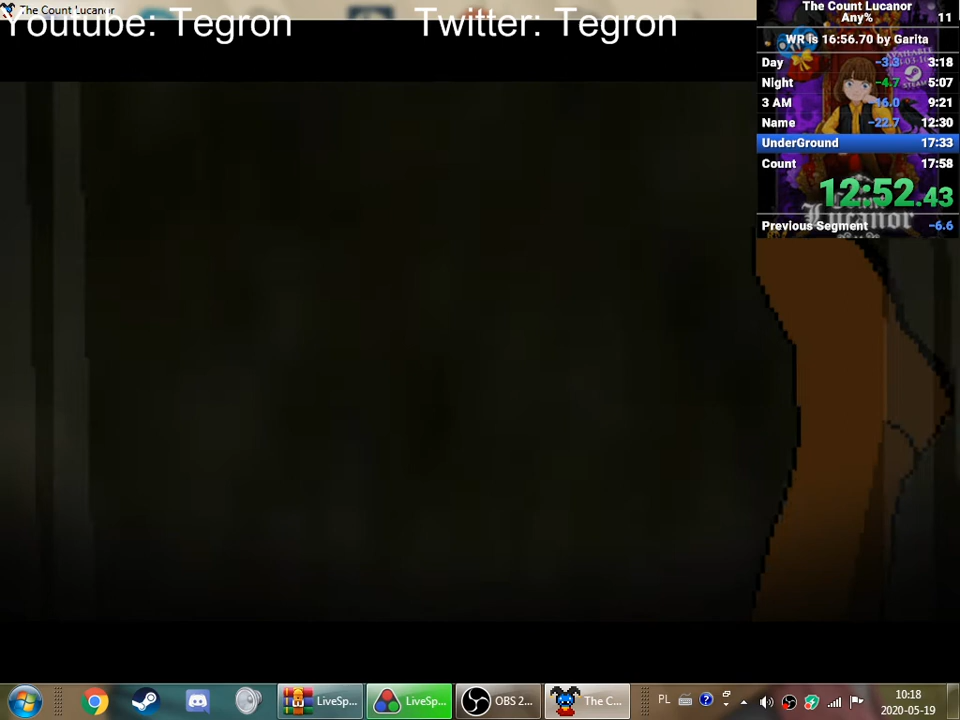 The Count Lucanor
Youtube: Tegron
Twitter: Tegron
The Count Lucanor
Any%
11
WR is 16:56.70 by Garita
Day -3.3 3:18
Night -4.7 5:07
3 AM -16.0 9:21
Name -22.7 12:30
UnderGround 17:33
Count 17:58
12:52.43
Lucanor
Previous Segment -6.6
LiveSp...
LiveSp...
OBS 2...
The C...
PL
10:18
2020-05-19